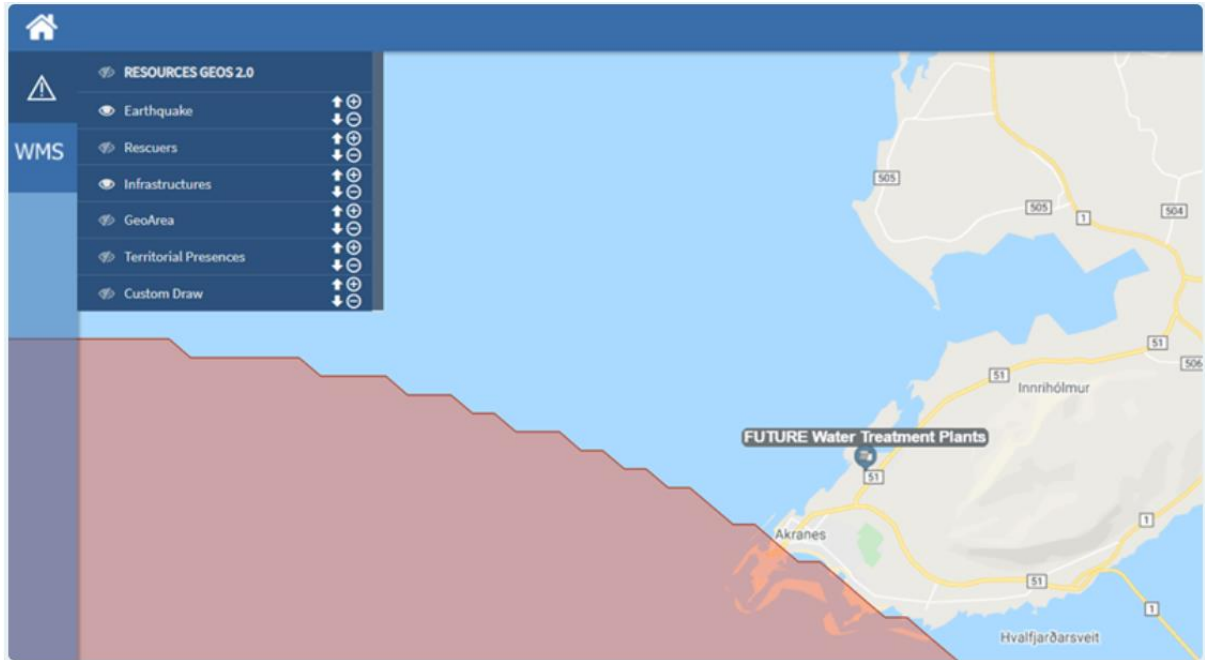 RESOURCES GEOS 2.0
Earthquake
WMS
Rescuers
Infrastructures
GeoArea
Territorial Presences
Custom Draw
505
505
1
504
51
506
51
Innrihólmur
FUTURE Water Treatment Plants
51
1
Akranes
51
1
Hvalfjarðarsveit